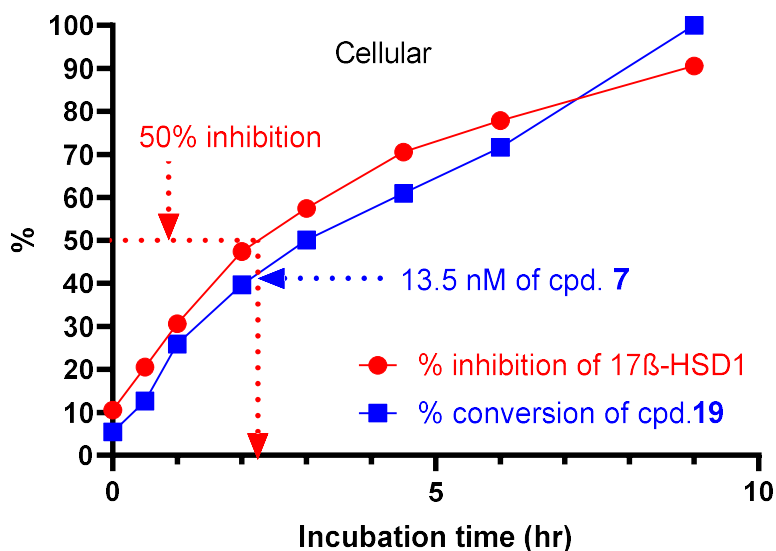 Cellular
100
90
80
70
60
50
40
30
20
10
0
%
50% inhibition
13.5 nM of cpd. 7
% inhibition of 17ß-HSD1
% conversion of cpd.19
0 5 10
Incubation time (hr)